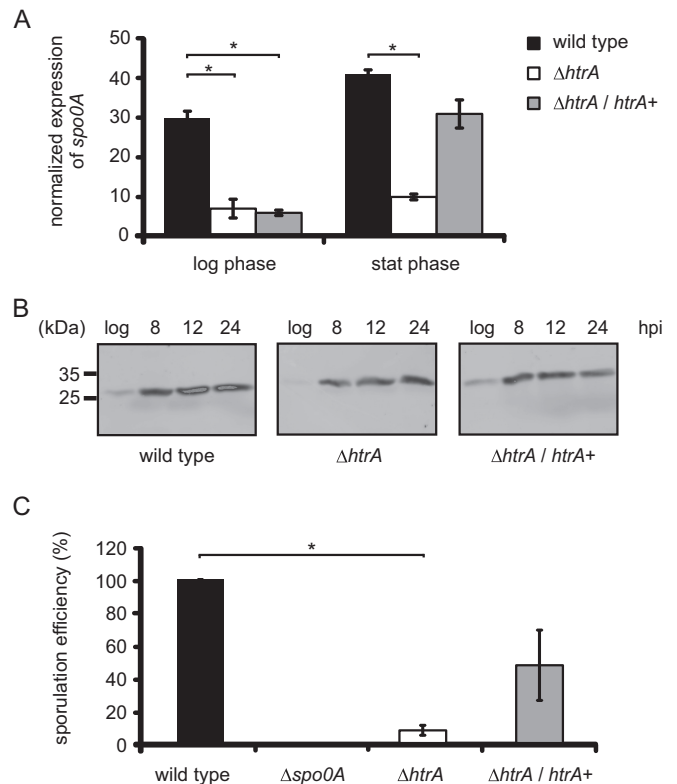 A
normalized expression
of spo0A
50
40
30
20
10
0
*
*
*
log phase
stat phase
wild type
ΔhtrA
ΔhtrA / htrA+
B
(kDa) log 8 12 24 log 8 12 24 log 8 12 24 hpi
35
25
wild type
ΔhtrA
ΔhtrA / htrA+
C
sporulation efficiency (%)
120
100
80
60
40
20
0
*
wild type
Δspo0A
ΔhtrA
ΔhtrA / htrA+